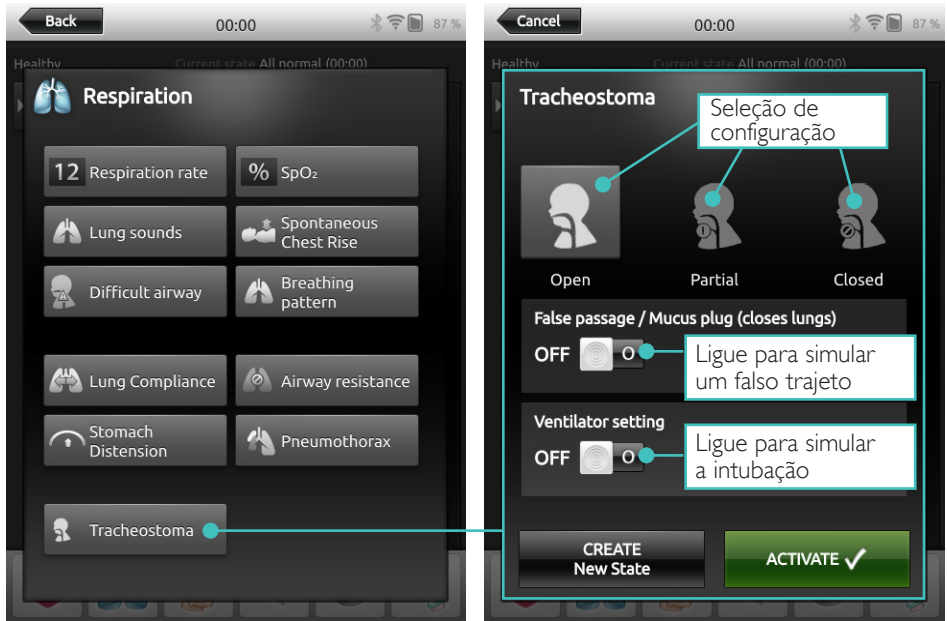 Back
00:00
87 %
Healthy
Current state All normal (00:00)
Respiration
12 Respiration rate
% SpO₂
Lung sounds
Spontaneous
Chest Rise
Difficult airway
Breathing
pattern
Lung Compliance
Airway resistance
Stomach
Distension
Pneumothorax
Tracheostoma
Cancel
00:00
87 %
Healthy
Current state All normal (00:00)
Tracheostoma
Seleção de
configuração
Open
Partial
Closed
False passage / Mucus plug (closes lungs)
OFF
O
Ligue para simular
um falso trajeto
Ventilator setting
OFF
O
Ligue para simular
a intubação
CREATE
New State
ACTIVATE